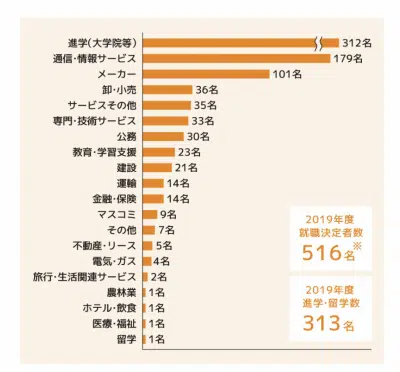 進学(大学院等) 312名
通信・情報サービス 179名
メーカー 101名
卸・小売 36名
サービスその他 35名
専門・技術サービス 33名
公務 30名
教育・学習支援 23名
建設 21名
運輸 14名
金融・保険 14名
マスコミ 9名
その他 7名
不動産・リース 5名
電気・ガス 4名
旅行・生活関連サービス 2名
農林業 1名
ホテル・飲食 1名
医療・福祉 1名
留学 1名
2019年度
就職決定者数
516名※
2019年度
進学・留学数
313名